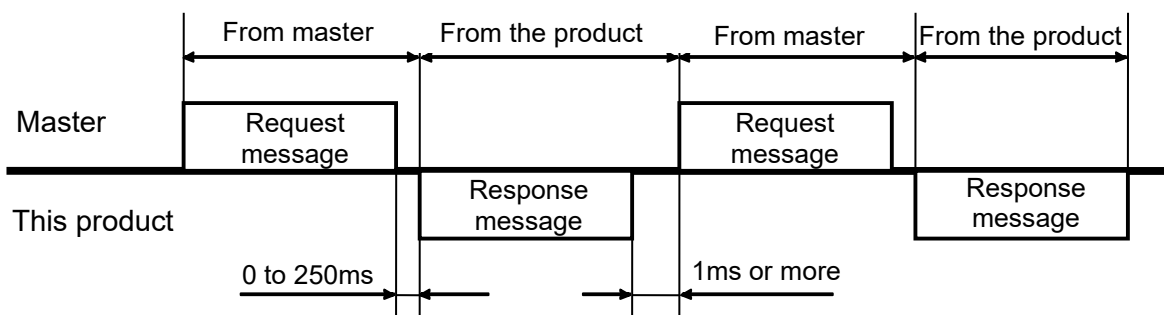 From master
From the product
From master
From the product
Master
Request
message
Request
message
This product
Response
message
Response
message
0 to 250ms
1ms or more